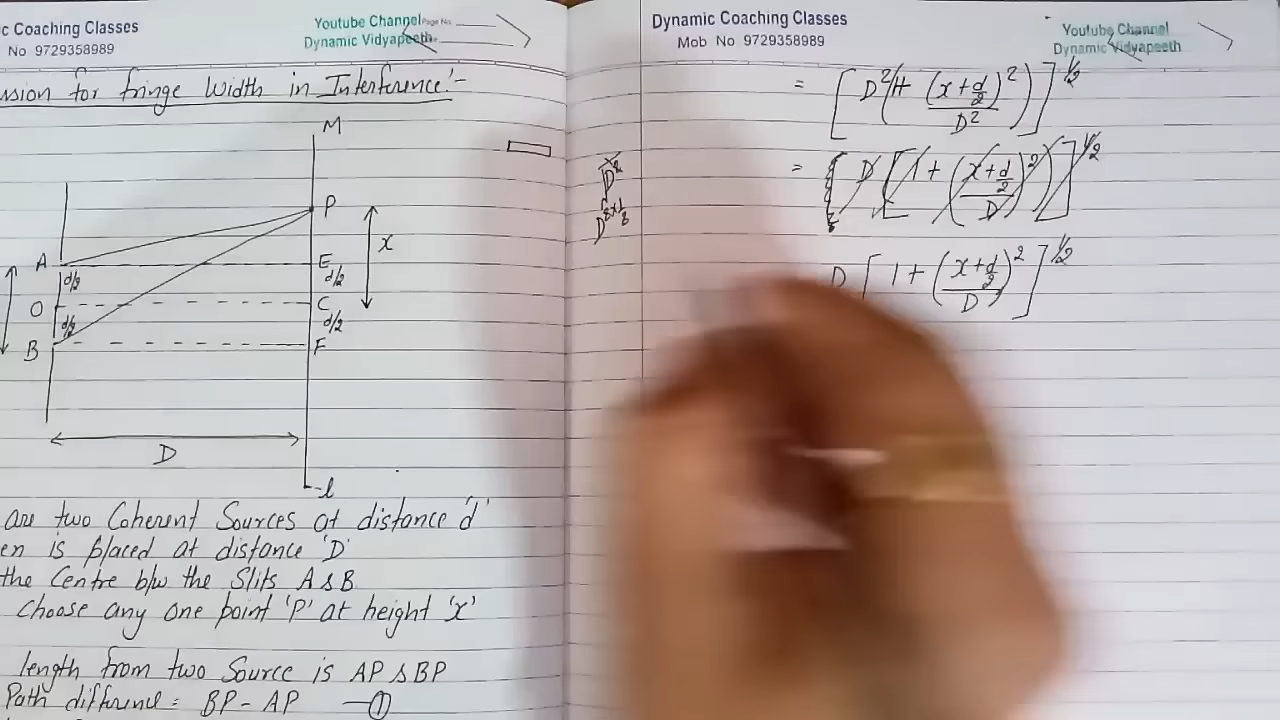 c Coaching Classes
No 9729358989
Youtube Channel
Page No.
Dynamic Vidyapeeth
ssion for fringe width in Interference:-
M
P
x
A
E
d/2
d/2
O
C
d/2
d/2
B
F
D
L
are two Coherent Sources at distance 'd'
en is placed at distance 'D'
the Centre b/w the Slits A & B
Choose any one point 'P' at height 'x'
length from two Source is AP & BP
Path difference = BP - AP —①
Dynamic Coaching Classes
Mob No 9729358989
Youtube Channel
Dynamic Vidyapeeth
= [ D² ( 1+ (x+d/2)²/D² ) ]^1/2
= [ D [ 1 + ( (x+d/2)/D )² ) ]^1/2
D [ 1 + ( (x+d/2)/D )² ]^1/2